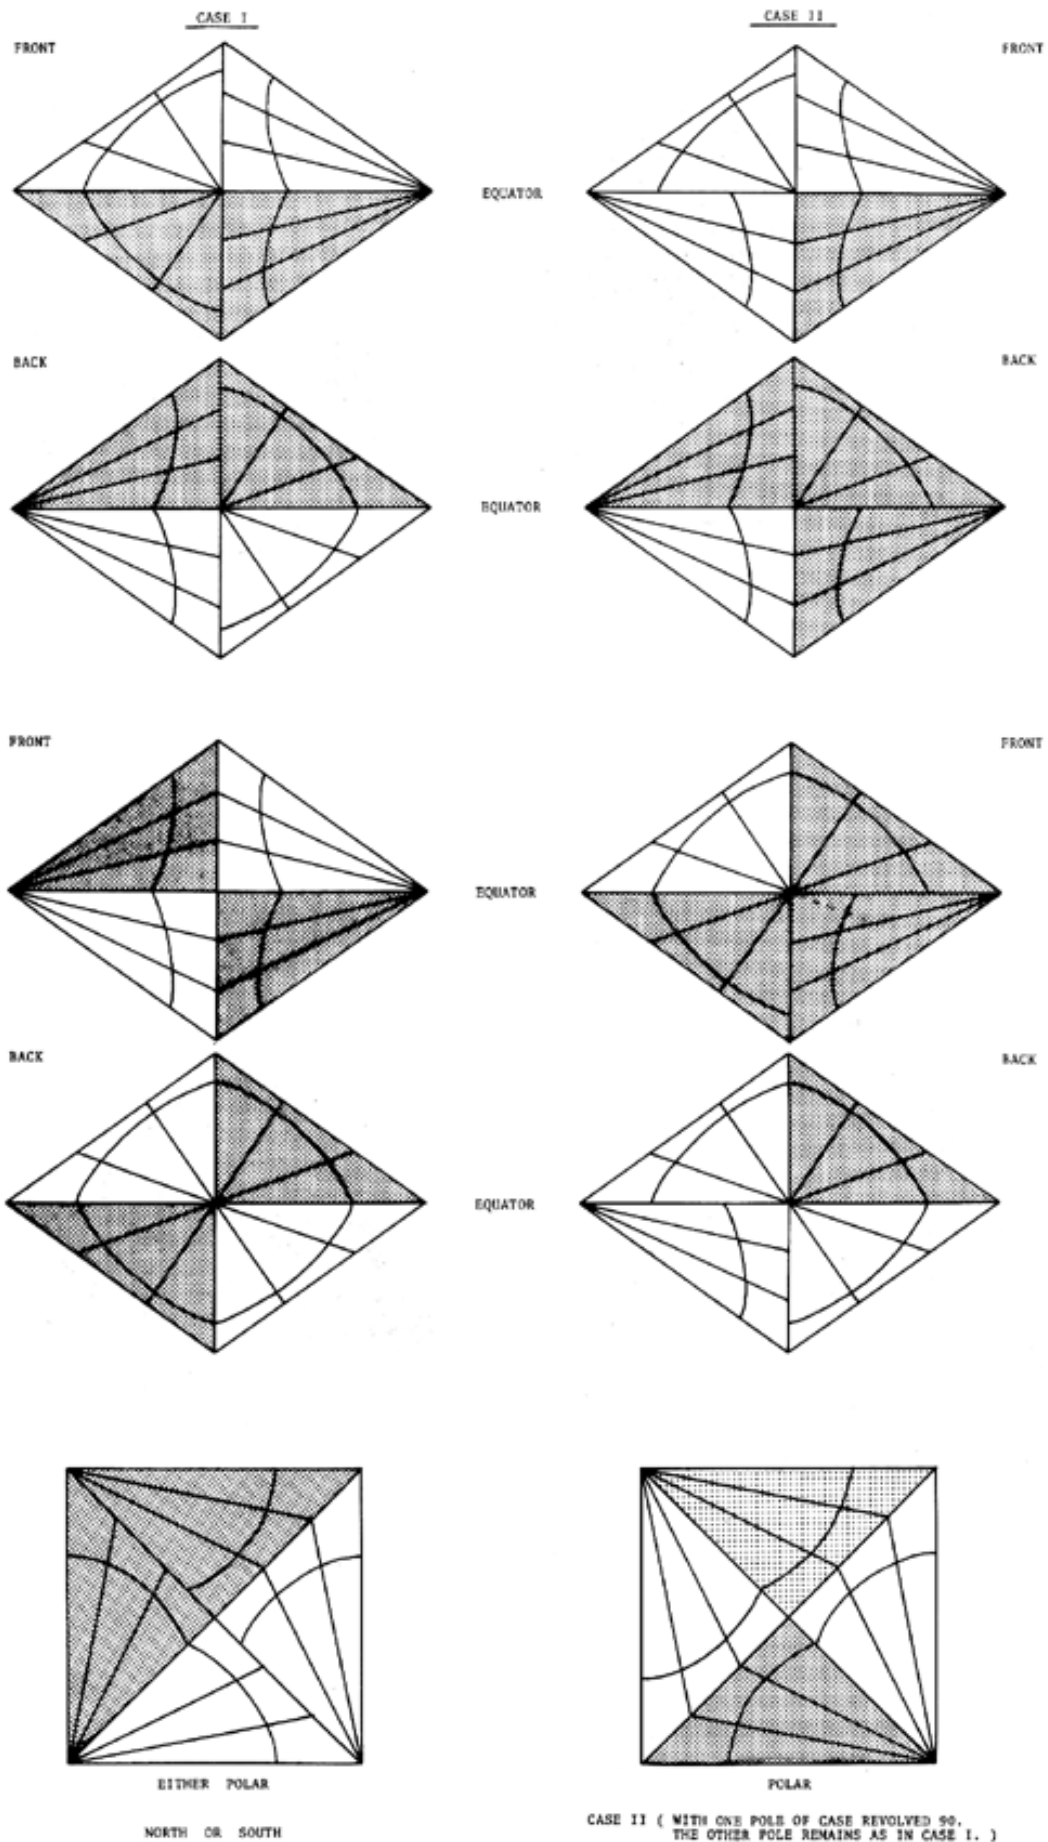 CASE I
CASE II
FRONT
FRONT
EQUATOR
BACK
BACK
EQUATOR
FRONT
FRONT
EQUATOR
BACK
BACK
EQUATOR
EITHER POLAR
POLAR
NORTH OR SOUTH
CASE II ( WITH ONE POLE OF CASE REVOLVED 90.
THE OTHER POLE REMAINS AS IN CASE I. )